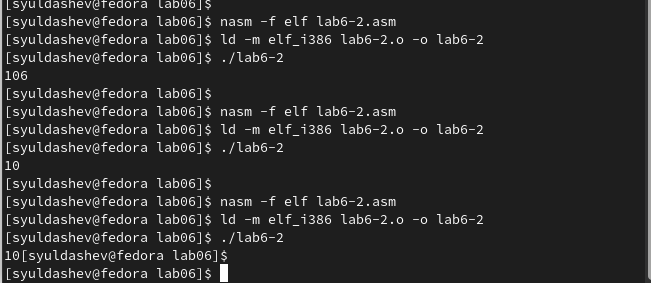 [syuldashev@fedora lab06]$
[syuldashev@fedora lab06]$ nasm -f elf lab6-2.asm
[syuldashev@fedora lab06]$ ld -m elf_i386 lab6-2.o -o lab6-2
[syuldashev@fedora lab06]$ ./lab6-2
106
[syuldashev@fedora lab06]$
[syuldashev@fedora lab06]$ nasm -f elf lab6-2.asm
[syuldashev@fedora lab06]$ ld -m elf_i386 lab6-2.o -o lab6-2
[syuldashev@fedora lab06]$ ./lab6-2
10
[syuldashev@fedora lab06]$
[syuldashev@fedora lab06]$ nasm -f elf lab6-2.asm
[syuldashev@fedora lab06]$ ld -m elf_i386 lab6-2.o -o lab6-2
[syuldashev@fedora lab06]$ ./lab6-2
10[syuldashev@fedora lab06]$
[syuldashev@fedora lab06]$